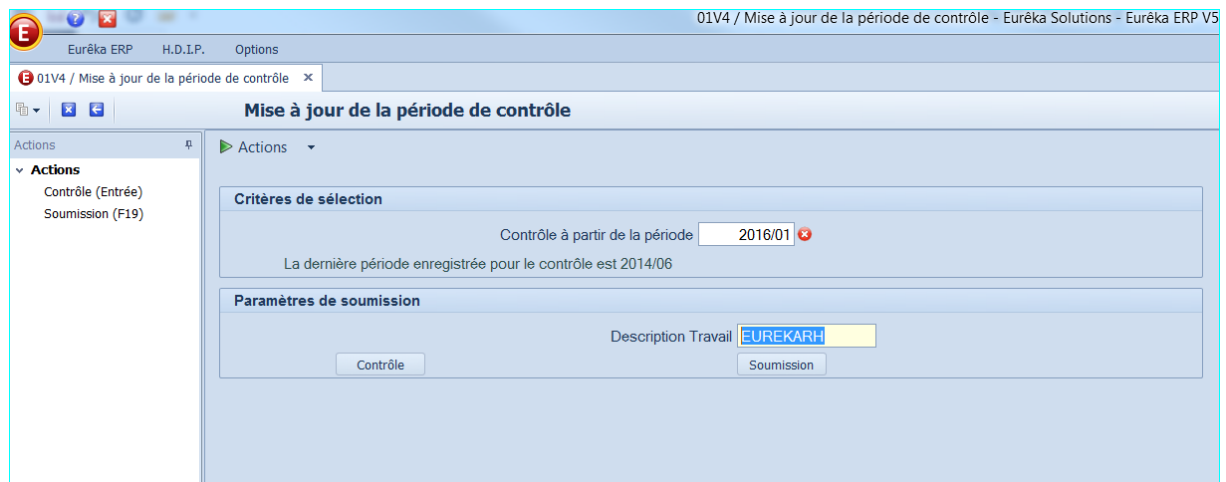 01V4 / Mise à jour de la période de contrôle - Eurêka Solutions - Eurêka ERP V5
E
Eurêka ERP H.D.I.P. Options
01V4 / Mise à jour de la période de contrôle
Mise à jour de la période de contrôle
Actions
Actions
Actions
Contrôle (Entrée)
Soumission (F19)
Critères de sélection
Contrôle à partir de la période 2016/01
La dernière période enregistrée pour le contrôle est 2014/06
Paramètres de soumission
Description Travail EUREKARH
Contrôle Soumission